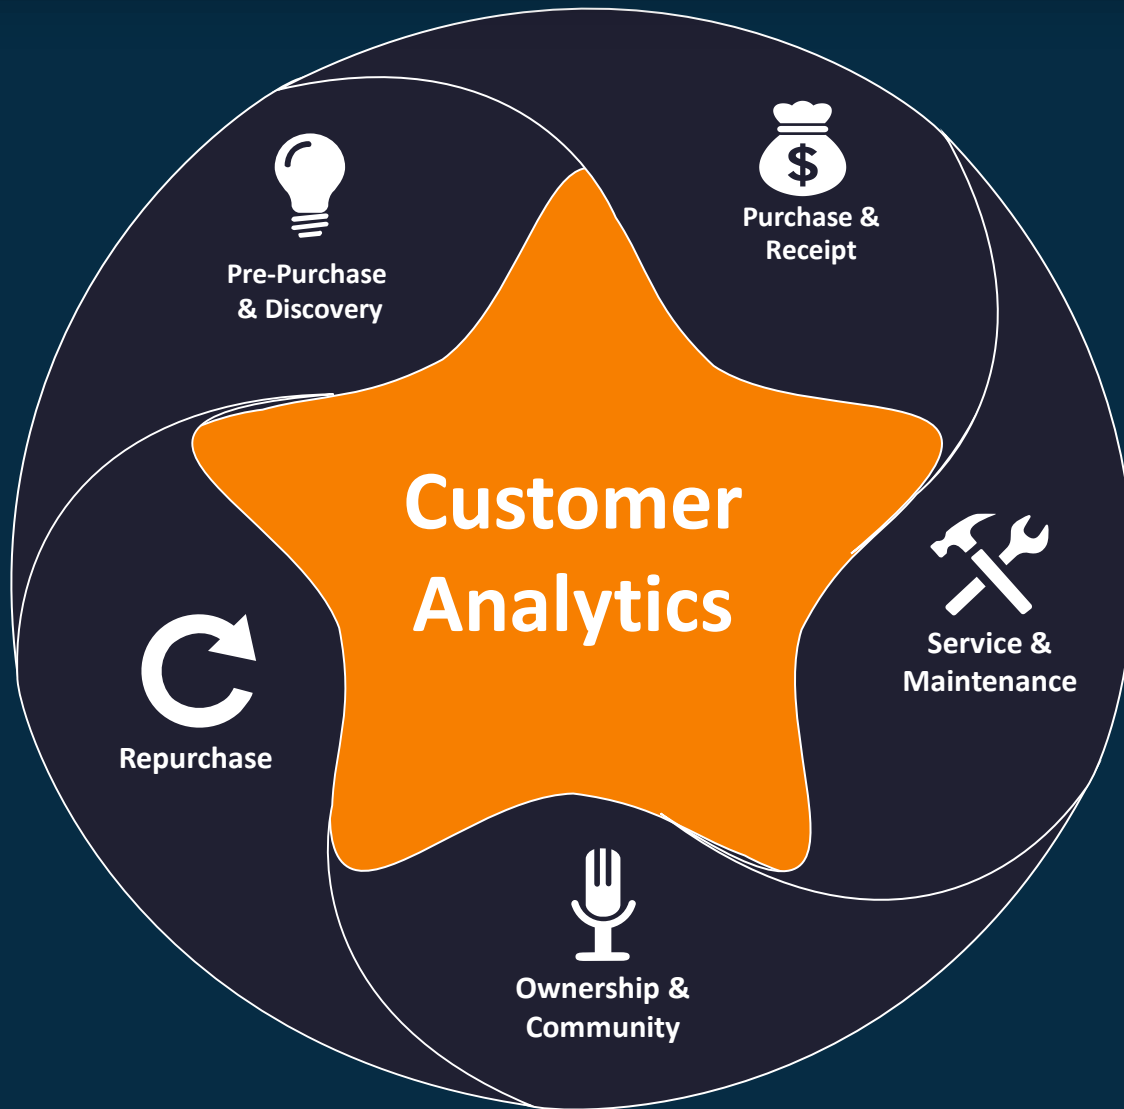 Pre-Purchase
& Discovery
$
Purchase &
Receipt
Customer
Analytics
Service &
Maintenance
Repurchase
Ownership &
Community